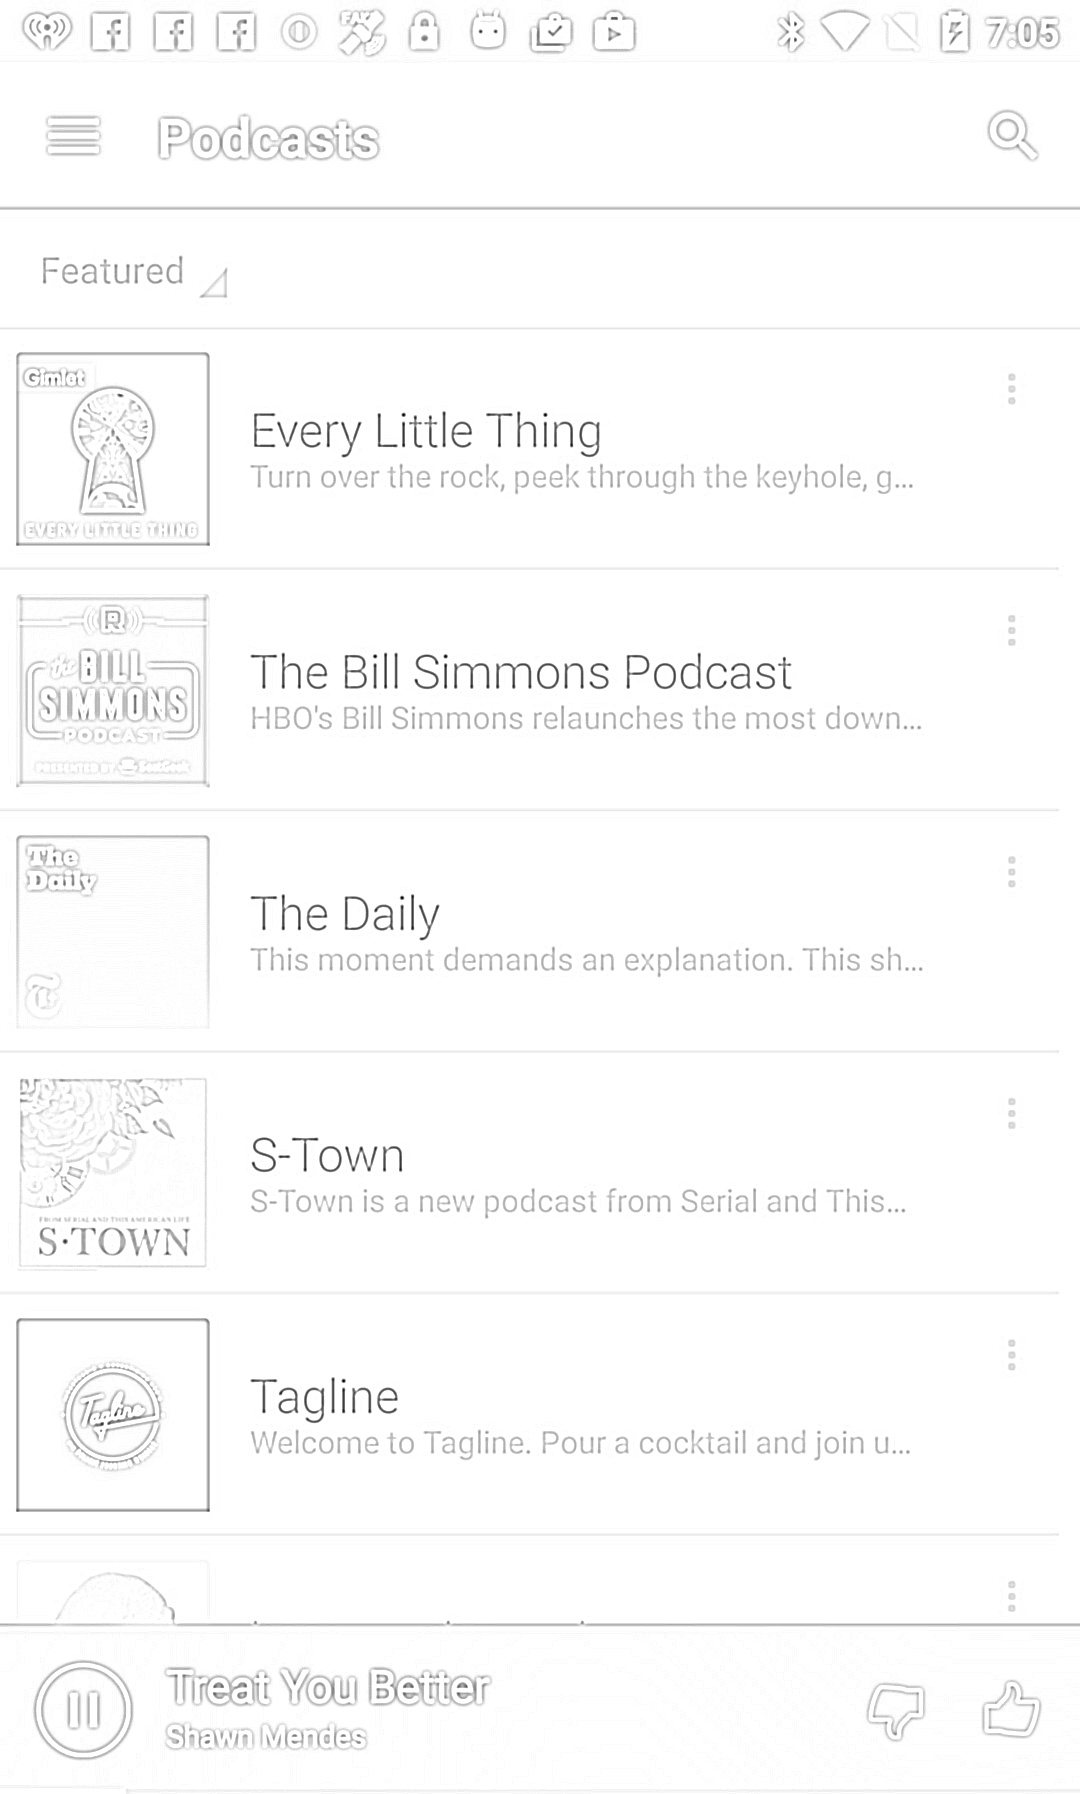 7:05
Podcasts
Featured
Gimlet
EVERY LITTLE THING
Every Little Thing
Turn over the rock, peek through the keyhole, g...
R
the BILL
SIMMONS
PODCAST
PRESENTED BY SeatGeek
The Bill Simmons Podcast
HBO's Bill Simmons relaunches the most down...
The
Daily
T
The Daily
This moment demands an explanation. This sh...
FROM SERIAL AND THIS AMERICAN LIFE
S·TOWN
S-Town
S-Town is a new podcast from Serial and This...
Tagline
Tagline
Welcome to Tagline. Pour a cocktail and join u...
Treat You Better
Shawn Mendes